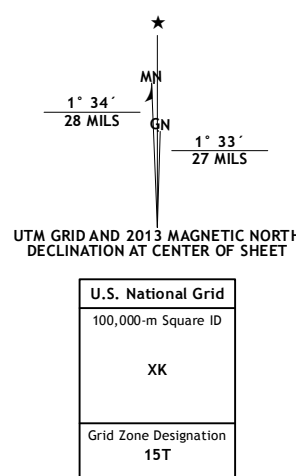 ★
MN
1° 34´
28 MILS
GN
1° 33´
27 MILS
UTM GRID AND 2013 MAGNETIC NORTH
DECLINATION AT CENTER OF SHEET
U.S. National Grid
100,000-m Square ID
XK
Grid Zone Designation
15T